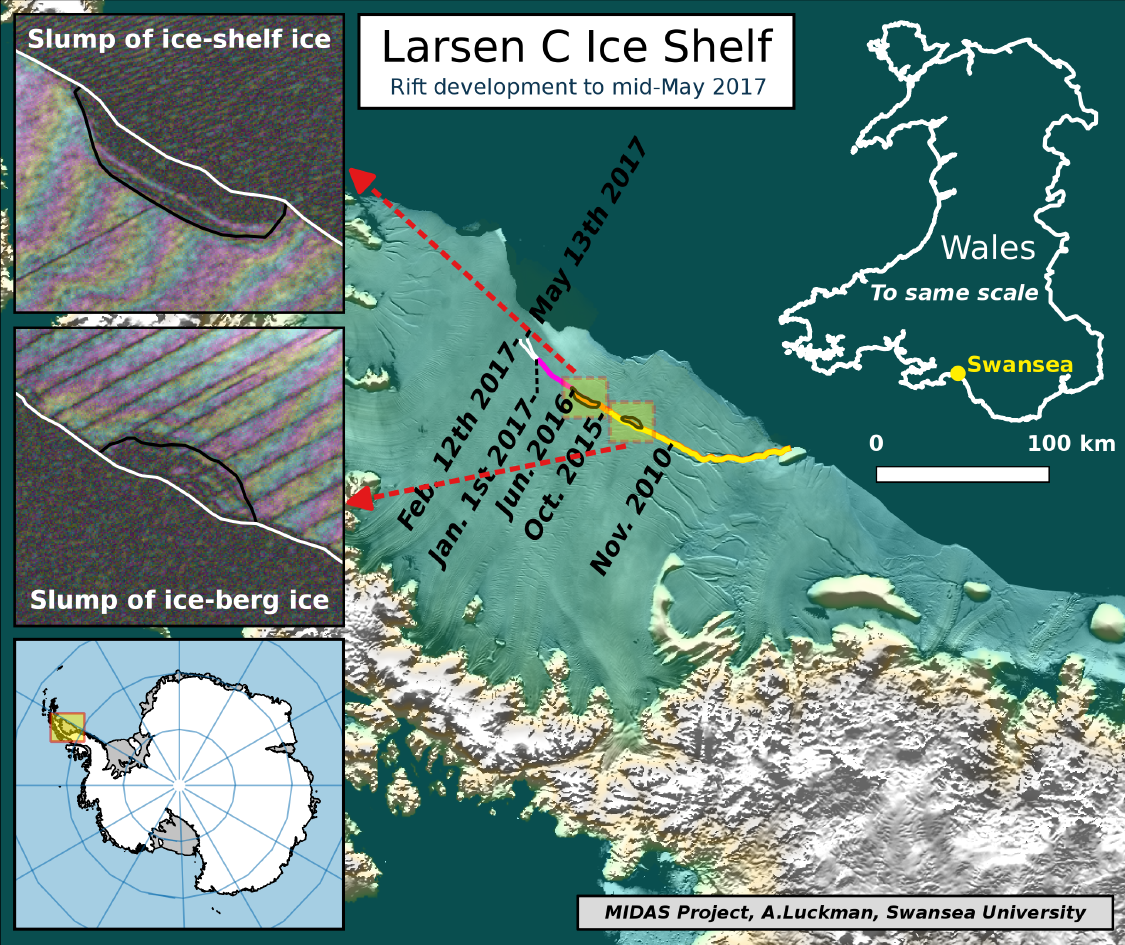 Slump of ice-shelf ice
Larsen C Ice Shelf
Rift development to mid-May 2017
Wales
To same scale
Swansea
0 100 km
May 13th 2017
Feb. 12th 2017
Jan. 1st 2017
Jun. 2016
Oct. 2015
Nov. 2010
Slump of ice-berg ice
MIDAS Project, A.Luckman, Swansea University